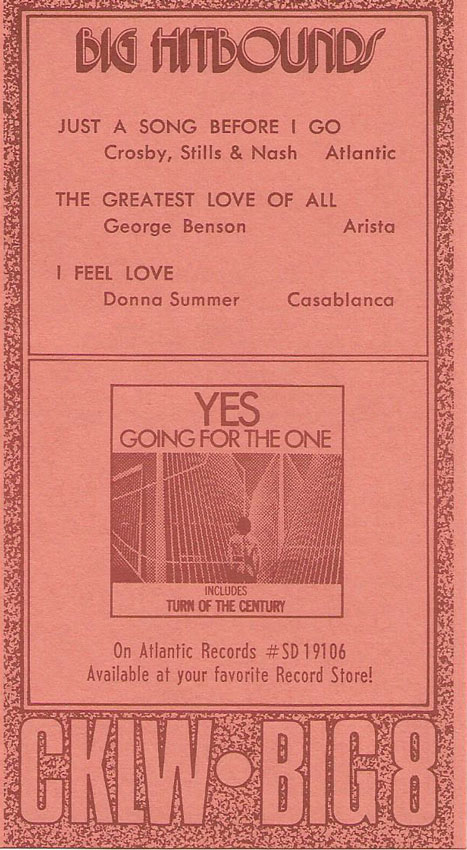 BIG HITBOUNDS
JUST A SONG BEFORE I GO
Crosby, Stills & Nash Atlantic
THE GREATEST LOVE OF ALL
George Benson Arista
I FEEL LOVE
Donna Summer Casablanca
YES
GOING FOR THE ONE
INCLUDES
TURN OF THE CENTURY
On Atlantic Records #SD 19106
Available at your favorite Record Store!
CKLW • BIG 8